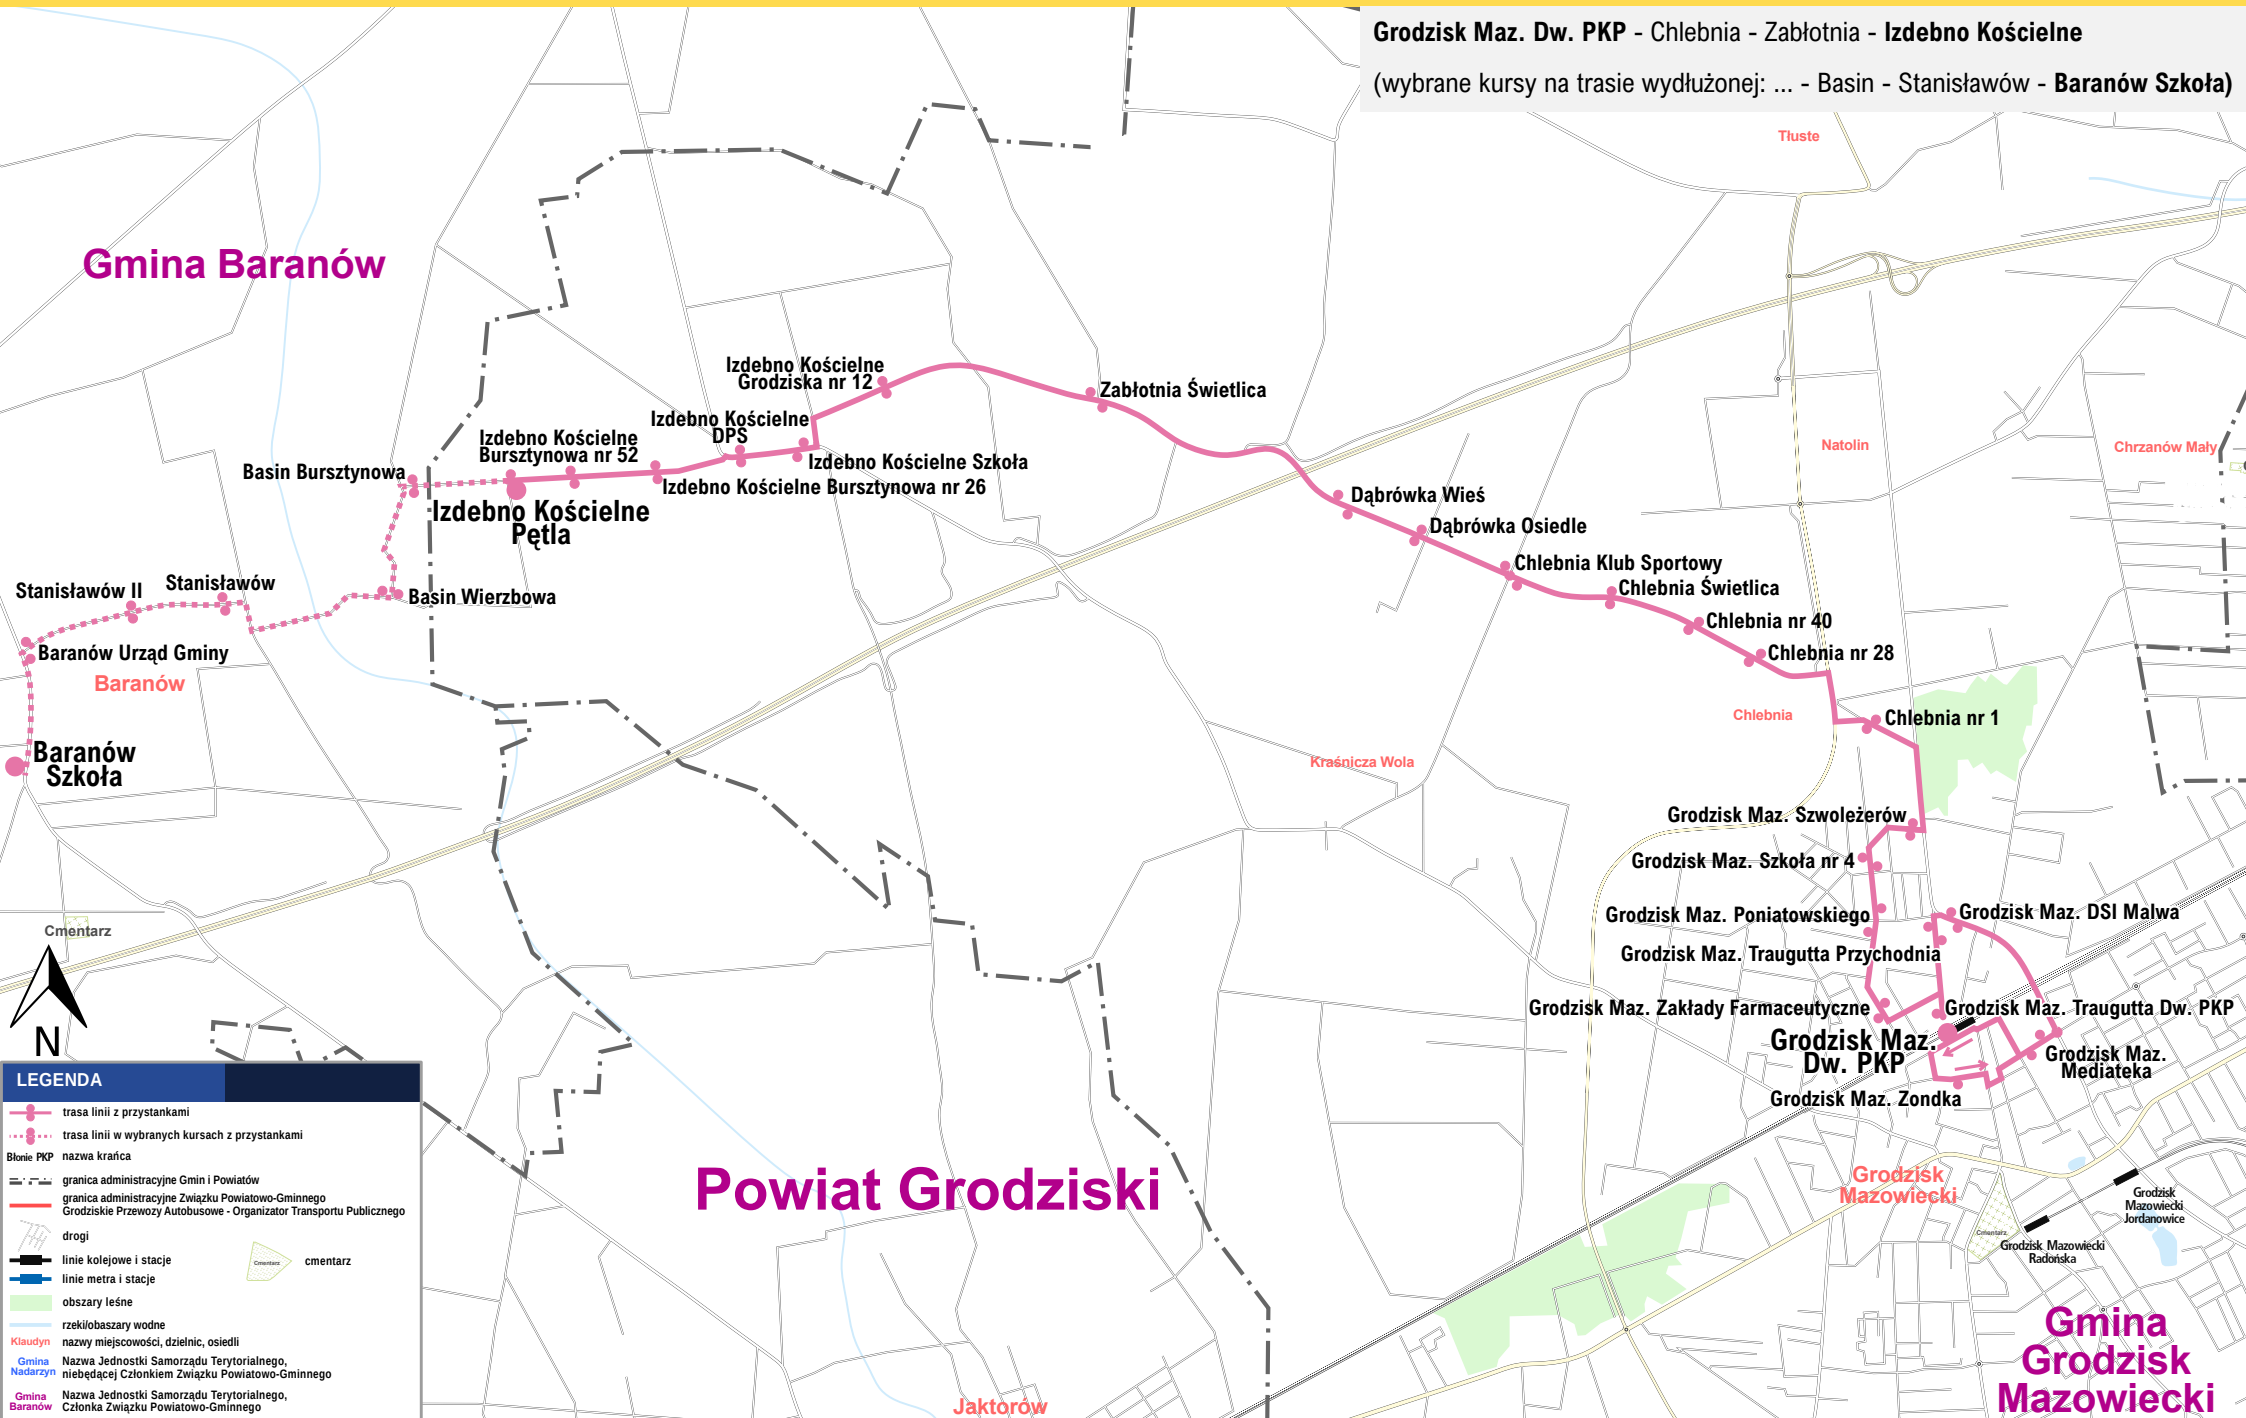 Grodzisk Maz. Dw. PKP - Chlebnia - Zabłotnia - Izdebno Kościelne
(wybrane kursy na trasie wydłużonej: ... - Basin - Stanisławów - Baranów Szkoła)
Tłuste
Gmina Baranów
Izdebno Kościelne
Grodziska nr 12
Zabłotnia Świetlica
Izdebno Kościelne
DPS
Izdebno Kościelne
Bursztynowa nr 52
Izdebno Kościelne Szkoła
Basin Bursztynowa
Izdebno Kościelne Bursztynowa nr 26
Izdebno Kościelne
Pętla
Natolin
Chrzanów Mały
Dąbrówka Wieś
Dąbrówka Osiedle
Chlebnia Klub Sportowy
Chlebnia Świetlica
Chlebnia nr 40
Chlebnia nr 28
Stanisławów II
Stanisławów
Basin Wierzbowa
Baranów Urząd Gminy
Baranów
Baranów
Szkoła
Chlebnia
Chlebnia nr 1
Kraśnicza Wola
Grodzisk Maz. Szwoleżerów
Grodzisk Maz. Szkoła nr 4
Grodzisk Maz. Poniatowskiego
Grodzisk Maz. DSI Malwa
Grodzisk Maz. Traugutta Przychodnia
Grodzisk Maz. Zakłady Farmaceutyczne
Grodzisk Maz. Traugutta Dw. PKP
Grodzisk Maz.
Dw. PKP
Grodzisk Maz.
Mediateka
Grodzisk Maz. Zondka
Cmentarz
N
Powiat Grodziski
Grodzisk
Mazowiecki
Grodzisk
Mazowiecki
Jordanowice
Cmentarz
Grodzisk Mazowiecki
Radońska
Gmina
Grodzisk
Mazowiecki
Jaktorów
LEGENDA
trasa linii z przystankami
trasa linii w wybranych kursach z przystankami
Błonie PKP nazwa krańca
granica administracyjne Gmin i Powiatów
granica administracyjne Związku Powiatowo-Gminnego
Grodziskie Przewozy Autobusowe - Organizator Transportu Publicznego
drogi
linie kolejowe i stacje
Cmentarz cmentarz
linie metra i stacje
obszary leśne
rzeki/obaszary wodne
Klaudyn nazwy miejscowości, dzielnic, osiedli
Gmina Nadarzyn
Nazwa Jednostki Samorządu Terytorialnego,
niebędącej Członkiem Związku Powiatowo-Gminnego
Gmina Baranów
Nazwa Jednostki Samorządu Terytorialnego,
Członka Związku Powiatowo-Gminnego